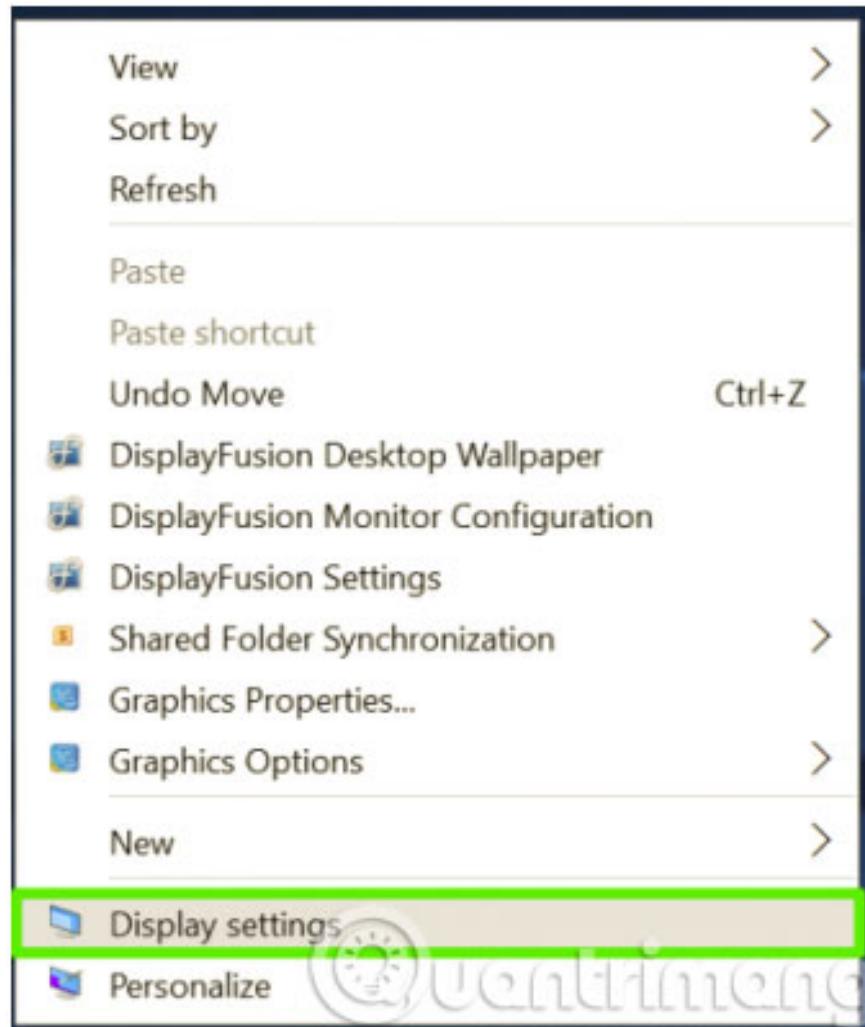 View
Sort by
Refresh
Paste
Paste shortcut
Undo Move Ctrl+Z
DisplayFusion Desktop Wallpaper
DisplayFusion Monitor Configuration
DisplayFusion Settings
Shared Folder Synchronization
Graphics Properties...
Graphics Options
New
Display settings
Personalize
Quantrimang